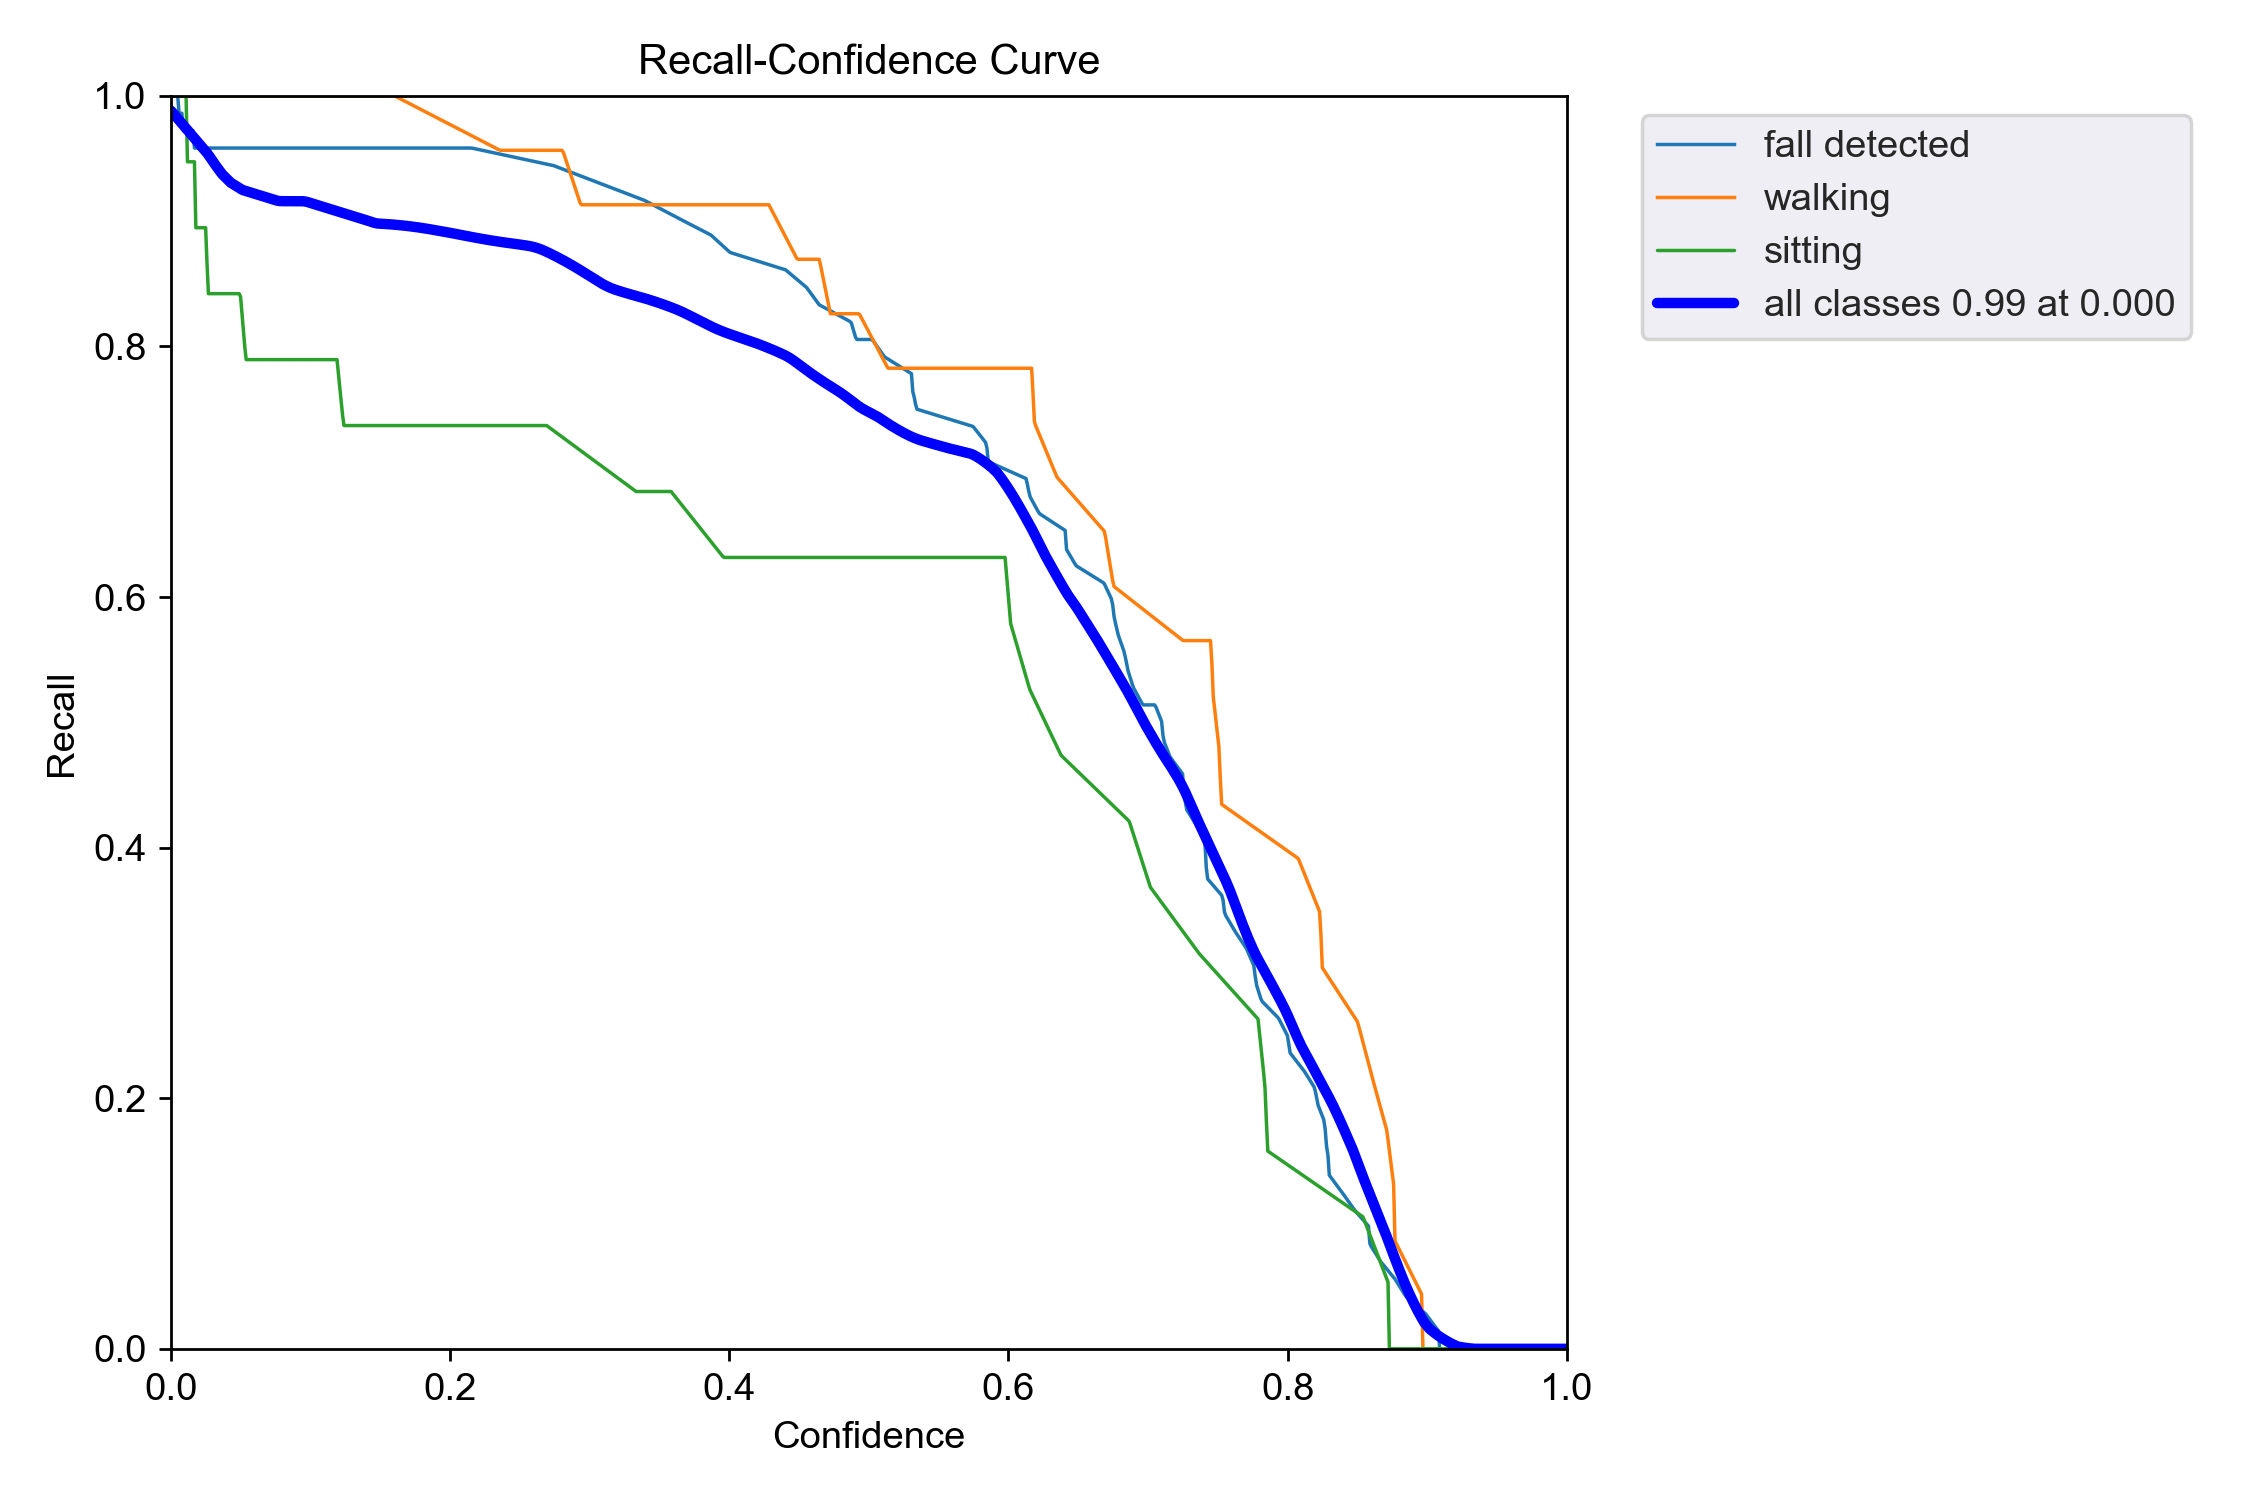 Recall-Confidence Curve
1.0
0.8
0.6
0.4
0.2
0.0
Recall
0.0 0.2 0.4 0.6 0.8 1.0
Confidence
fall detected
walking
sitting
all classes 0.99 at 0.000